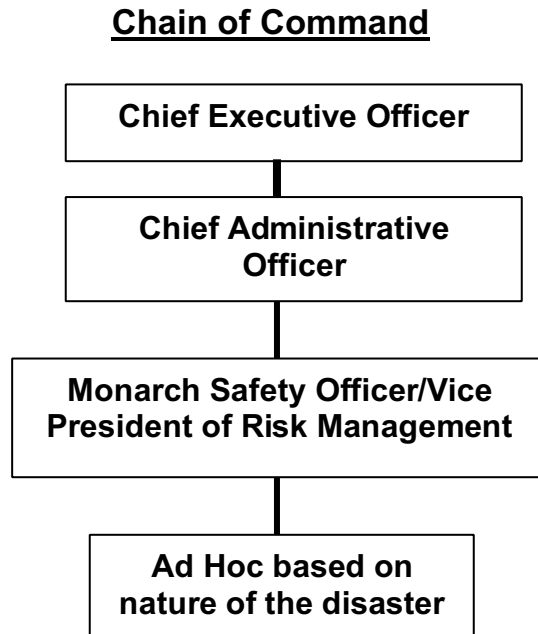 Chain of Command
Chief Executive Officer
Chief Administrative
Officer
Monarch Safety Officer/Vice
President of Risk Management
Ad Hoc based on
nature of the disaster